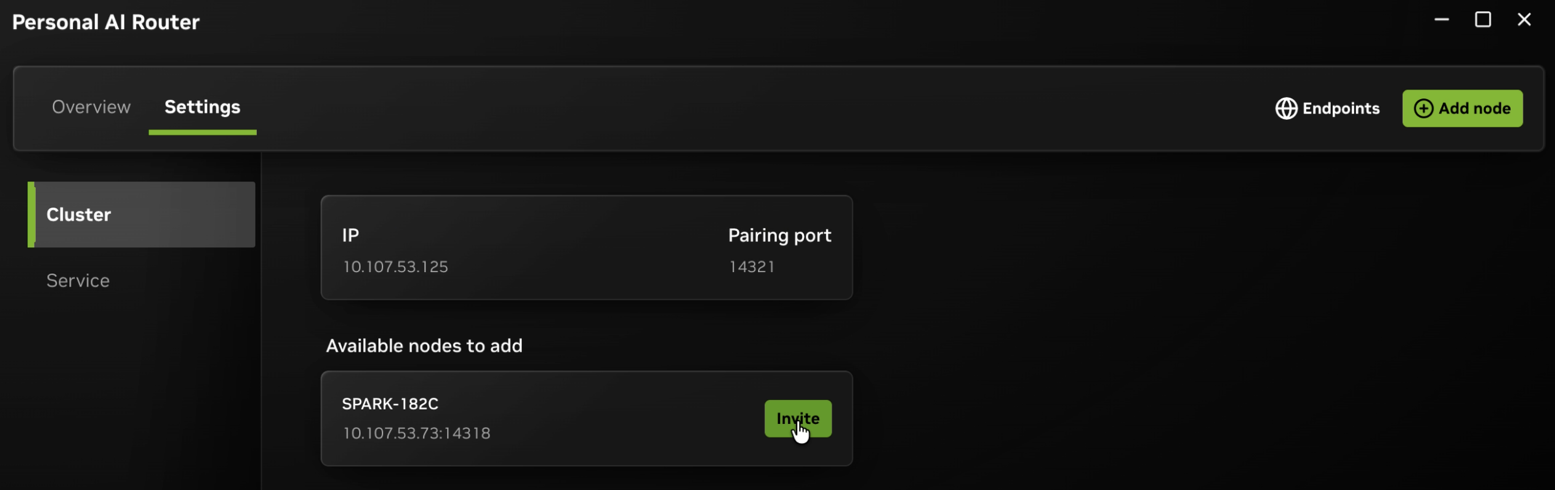 Personal AI Router
Overview Settings Endpoints Add node
Cluster
Service
IP Pairing port
10.107.53.125 14321
Available nodes to add
SPARK-182C
10.107.53.73:14318
Invite